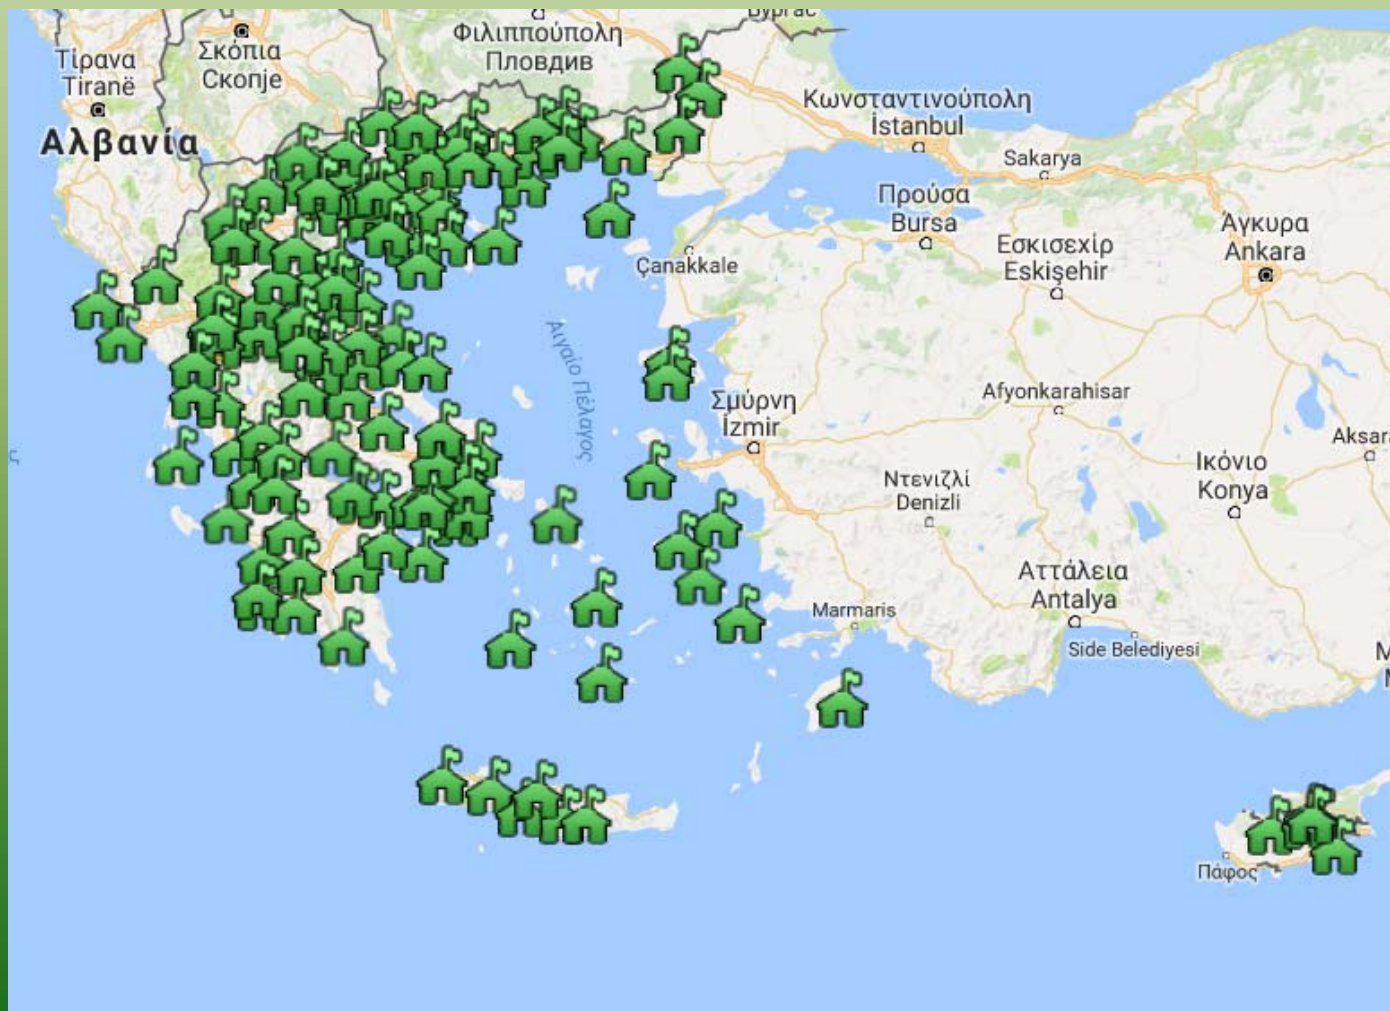 Φιλιππούπολη
Пловдив
Σκόπια
Скопје
Τίρανα
Tiranë
Αλβανία
Κωνσταντινούπολη
İstanbul
Sakarya
Προύσα
Bursa
Άγκυρα
Ankara
Εσκισεχίρ
Eskişehir
Çanakkale
Αιγαίο Πέλαγος
Afyonkarahisar
Σμύρνη
İzmir
Ικόνιο
Konya
Ντενιζλί
Denizli
Αττάλεια
Antalya
Marmaris
Side Belediyesi
Πάφος